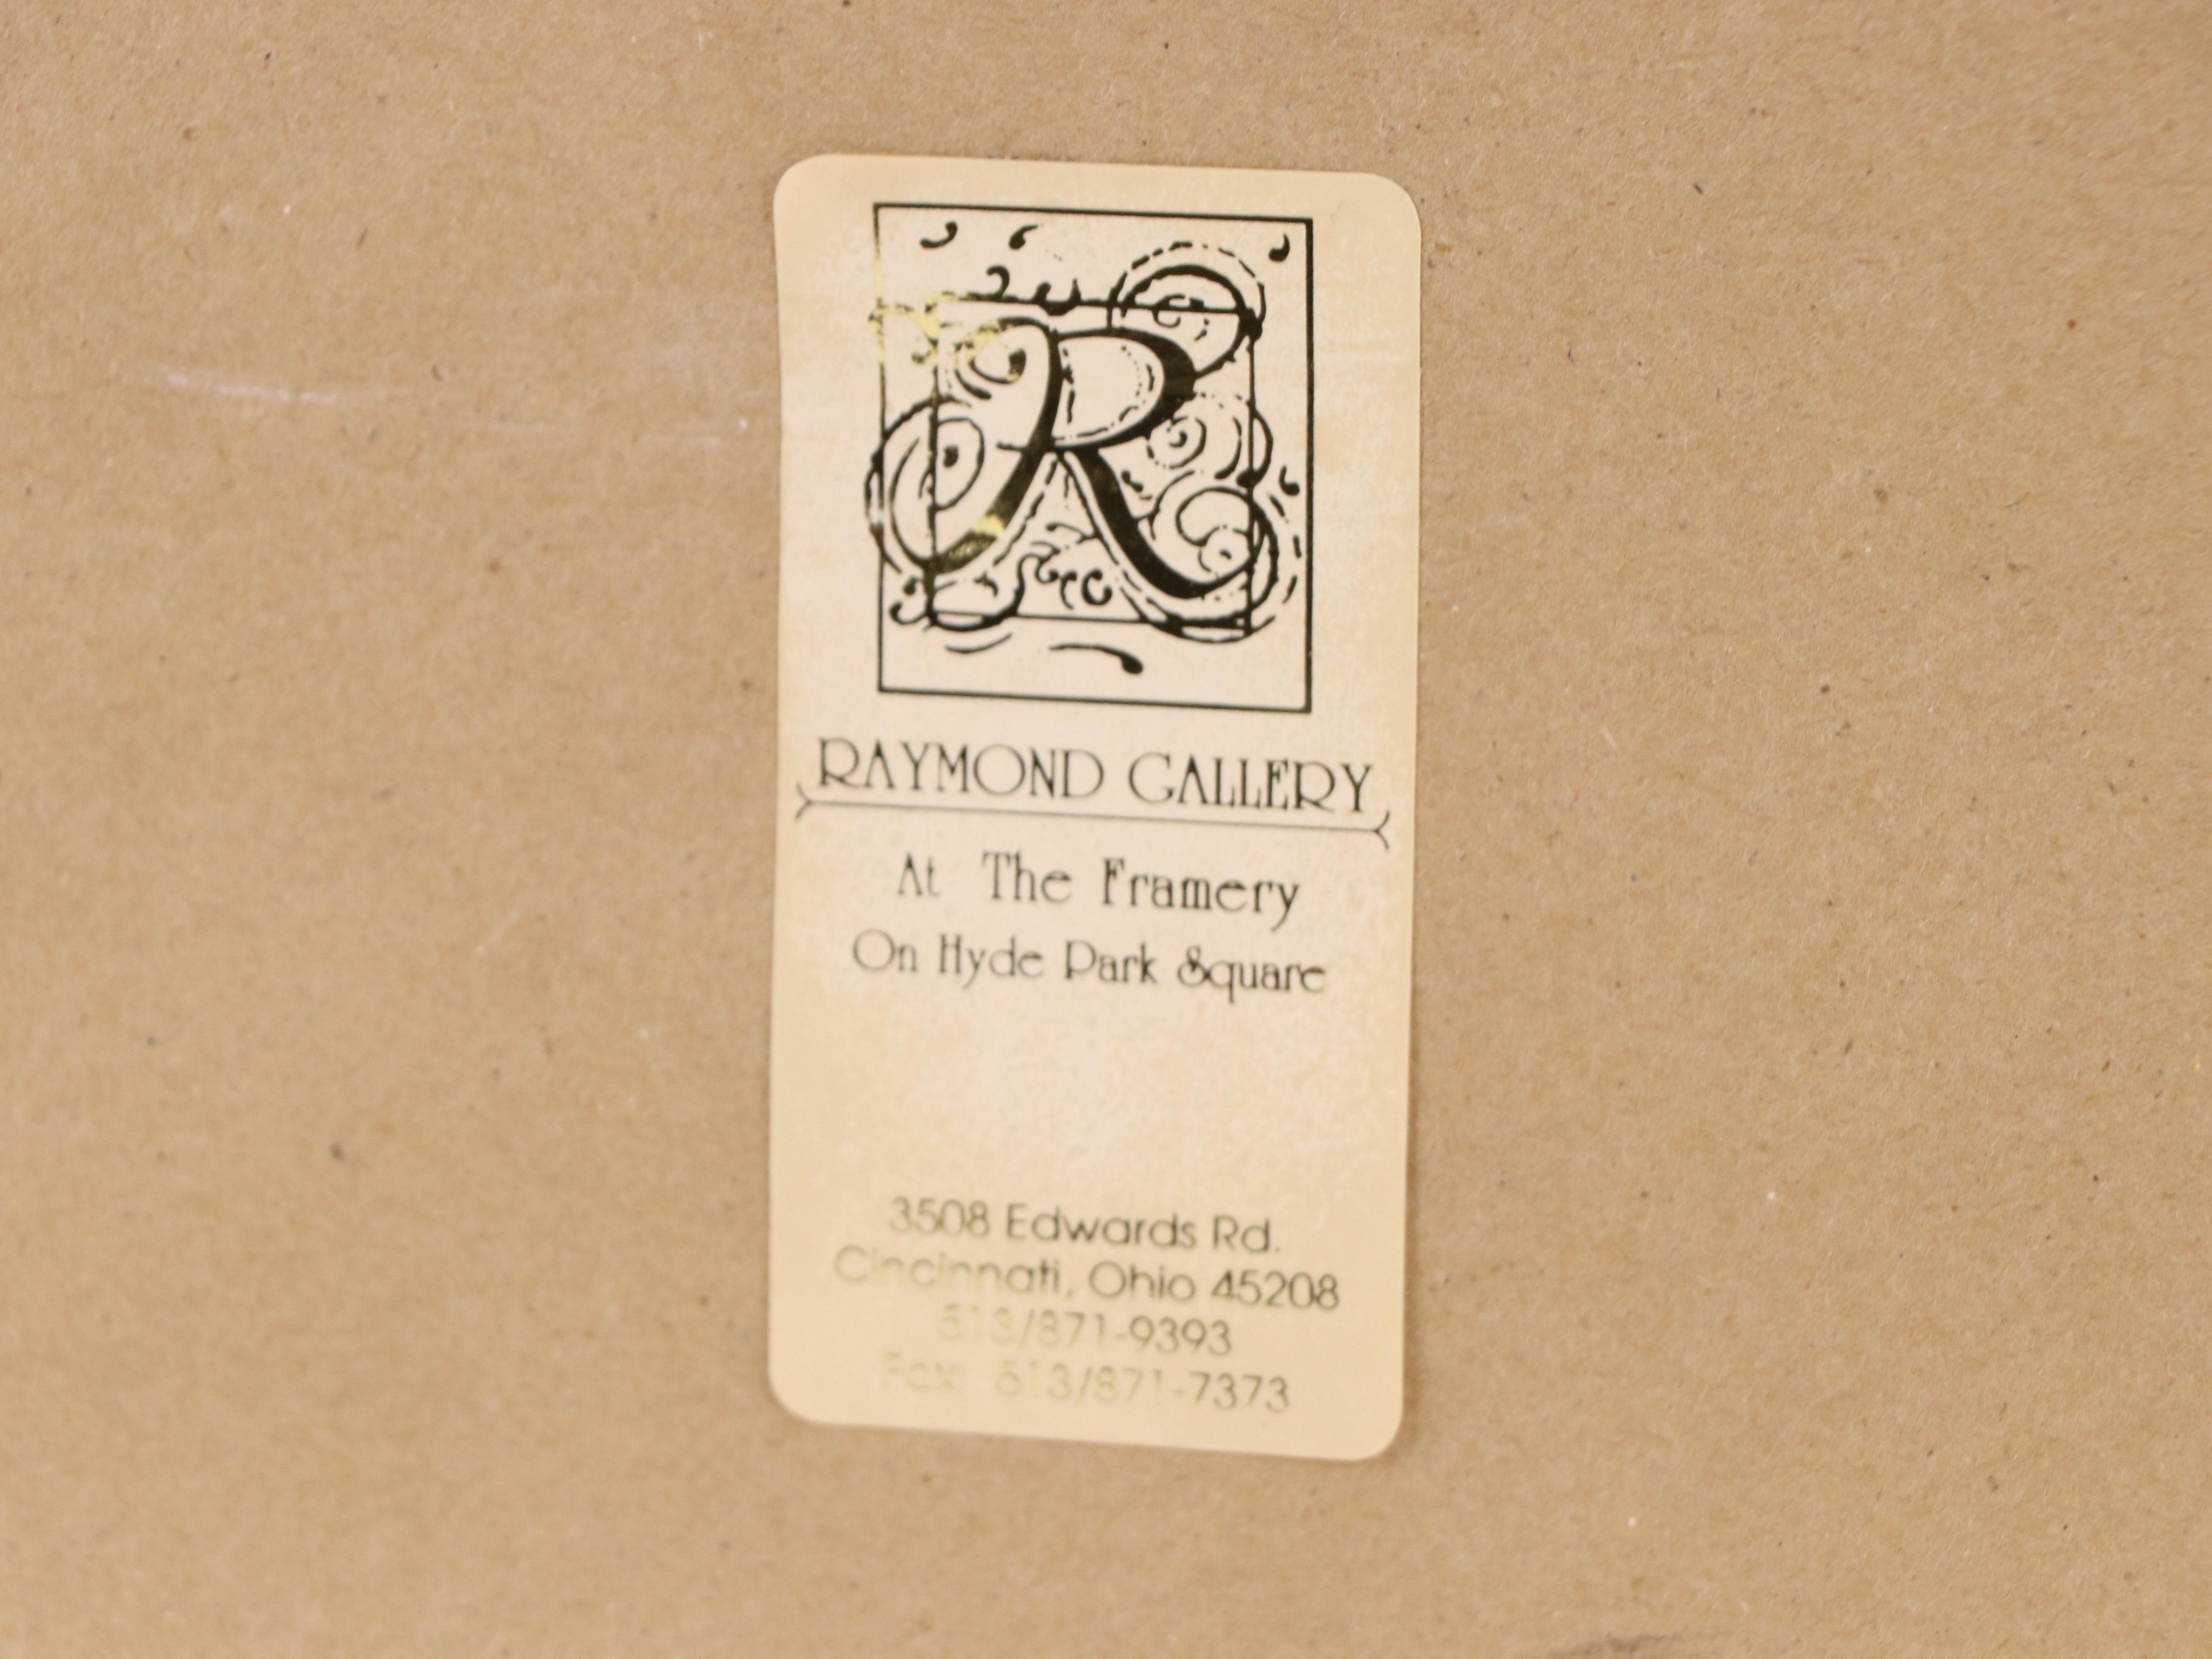 R
RAYMOND GALLERY
At The Framery
On Hyde Park Square
3508 Edwards Rd.
Cincinnati, Ohio 45208
513/871-9393
Fax 513/871-7373